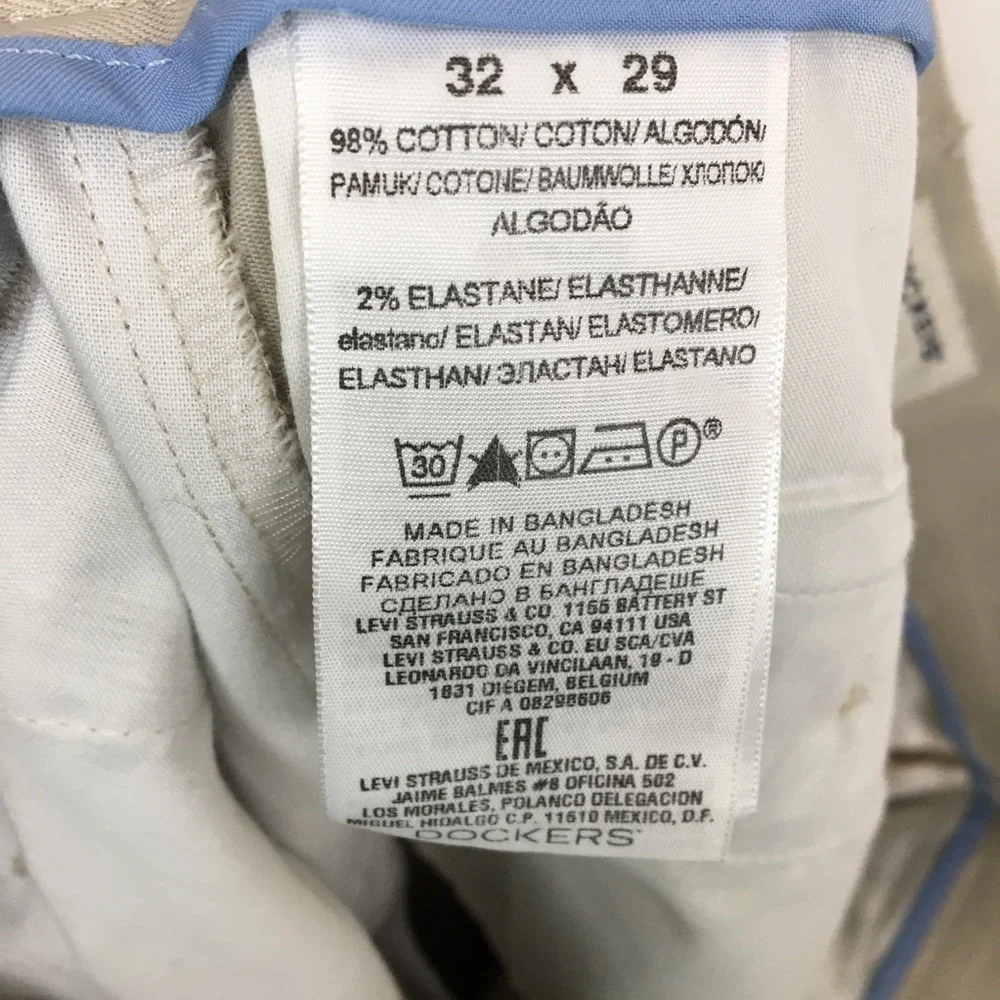 32 x 29
98% COTTON/ COTON/ ALGODÓN/
PAMUK/ COTONE/ BAUMWOLLE/ ХЛОПОК/
ALGODÃO
2% ELASTANE/ ELASTHANNE/
elastano/ ELASTAN/ ELASTOMERO/
ELASTHAN/ ЭЛАСТАН/ ELASTANO
30 P ®
MADE IN BANGLADESH
FABRIQUE AU BANGLADESH
FABRICADO EN BANGLADESH
СДЕЛАНО В БАНГЛАДЕШЕ
LEVI STRAUSS & CO 1155 BATTERY ST
SAN FRANCISCO, CA 94111 USA
LEVI STRAUSS & CO. EU SCA/CVA
LEONARDO DA VINCILAAN, 19 - D
1831 DIEGEM, BELGIUM
CIF A 08298606
EAC
LEVI STRAUSS DE MEXICO, S.A. DE C.V.
JAIME BALMES #8 OFICINA 502
LOS MORALES, POLANCO DELEGACION
MIGUEL HIDALGO C.P. 11510 MEXICO, D.F.
DOCKERS